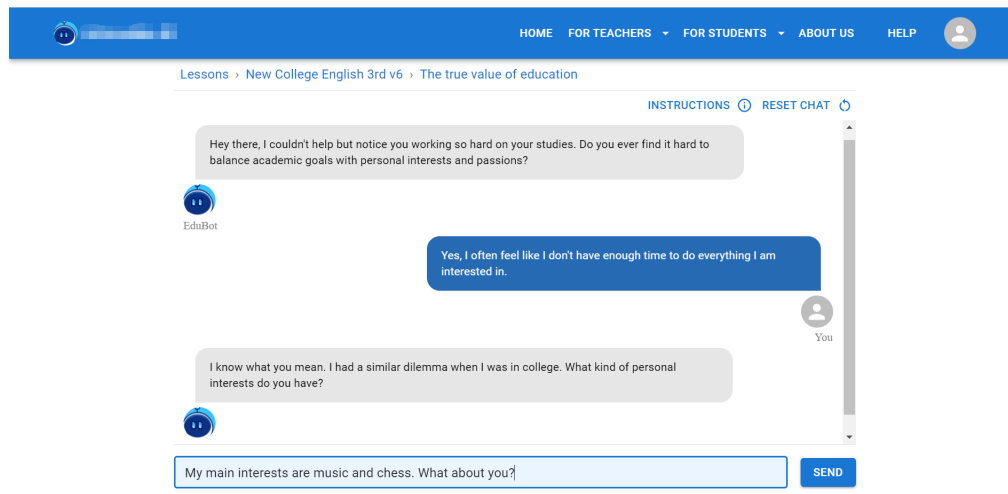 HOME FOR TEACHERS FOR STUDENTS ABOUT US HELP
Lessons › New College English 3rd v6 › The true value of education
INSTRUCTIONS RESET CHAT
Hey there, I couldn't help but notice you working so hard on your studies. Do you ever find it hard to
balance academic goals with personal interests and passions?
EduBot
Yes, I often feel like I don't have enough time to do everything I am
interested in.
You
I know what you mean. I had a similar dilemma when I was in college. What kind of personal
interests do you have?
My main interests are music and chess. What about you?
SEND